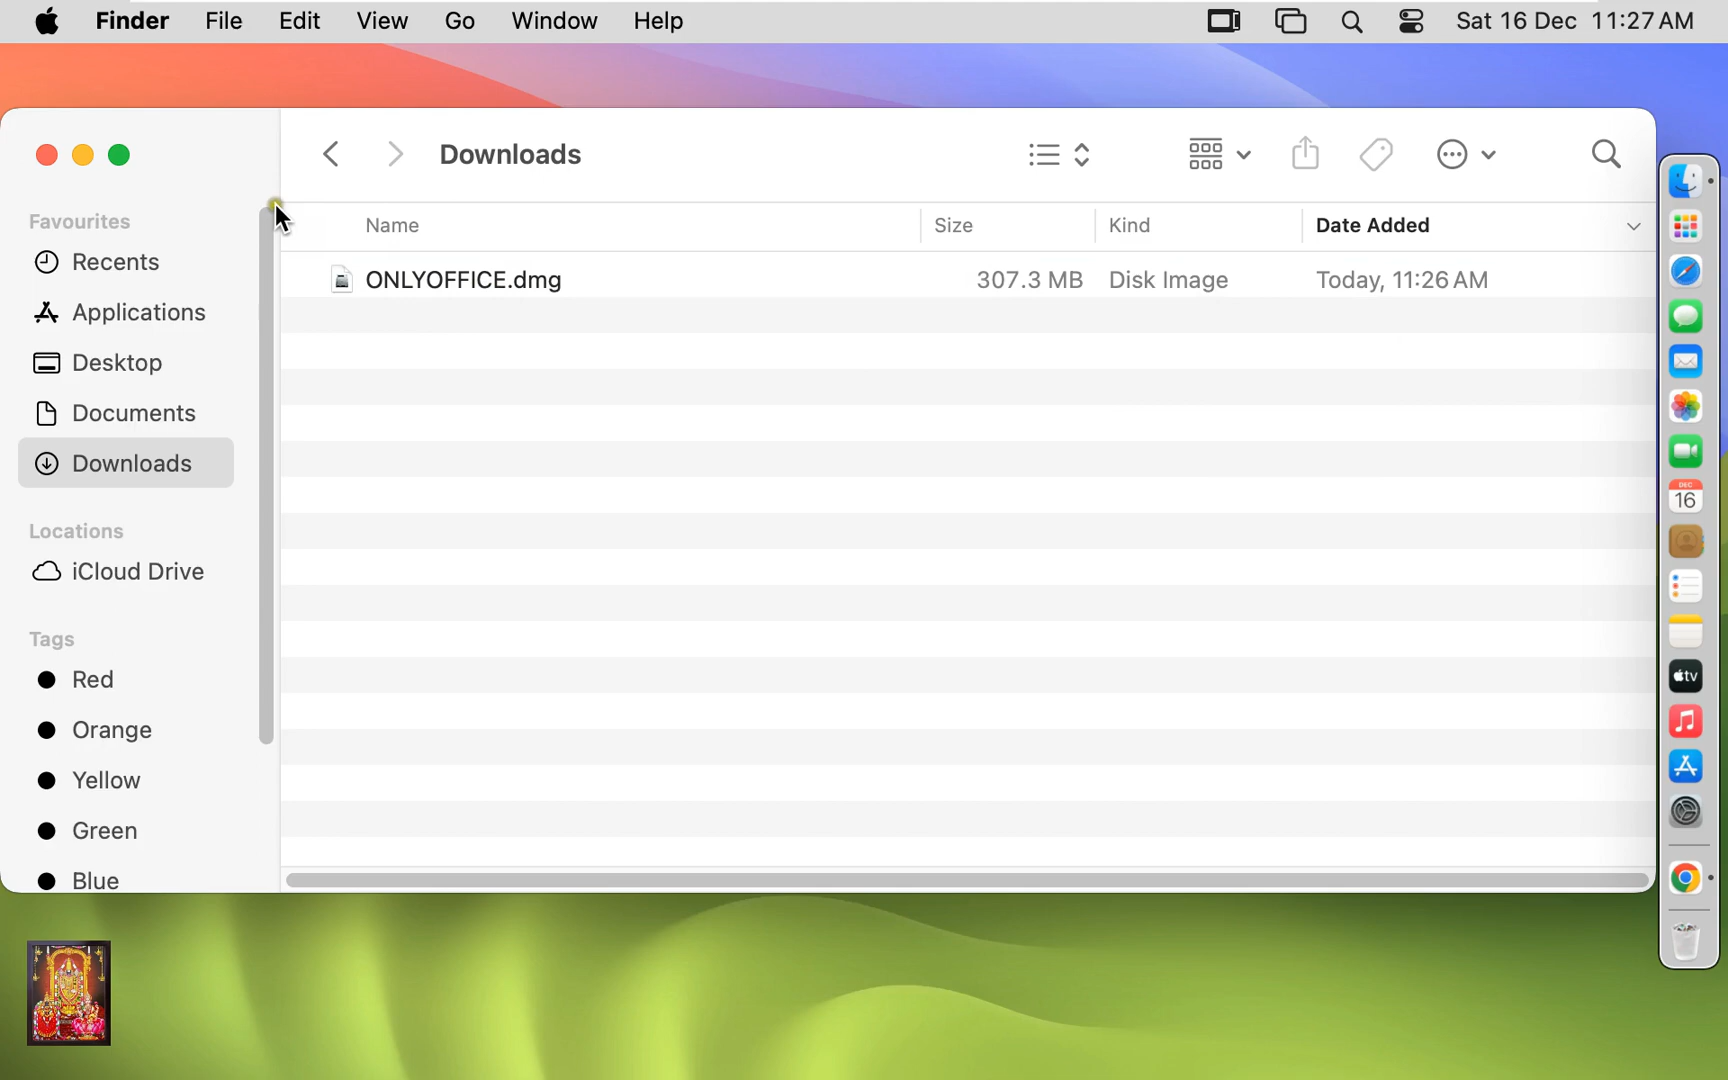 Finder File Edit View Go Window Help Sat 16 Dec 11:27 AM
Downloads
Favourites
Recents
Applications
Desktop
Documents
Downloads
Locations
iCloud Drive
Tags
Red
Orange
Yellow
Green
Blue
Name Size Kind Date Added
ONLYOFFICE.dmg 307.3 MB Disk Image Today, 11:26 AM
DEC
16
tv